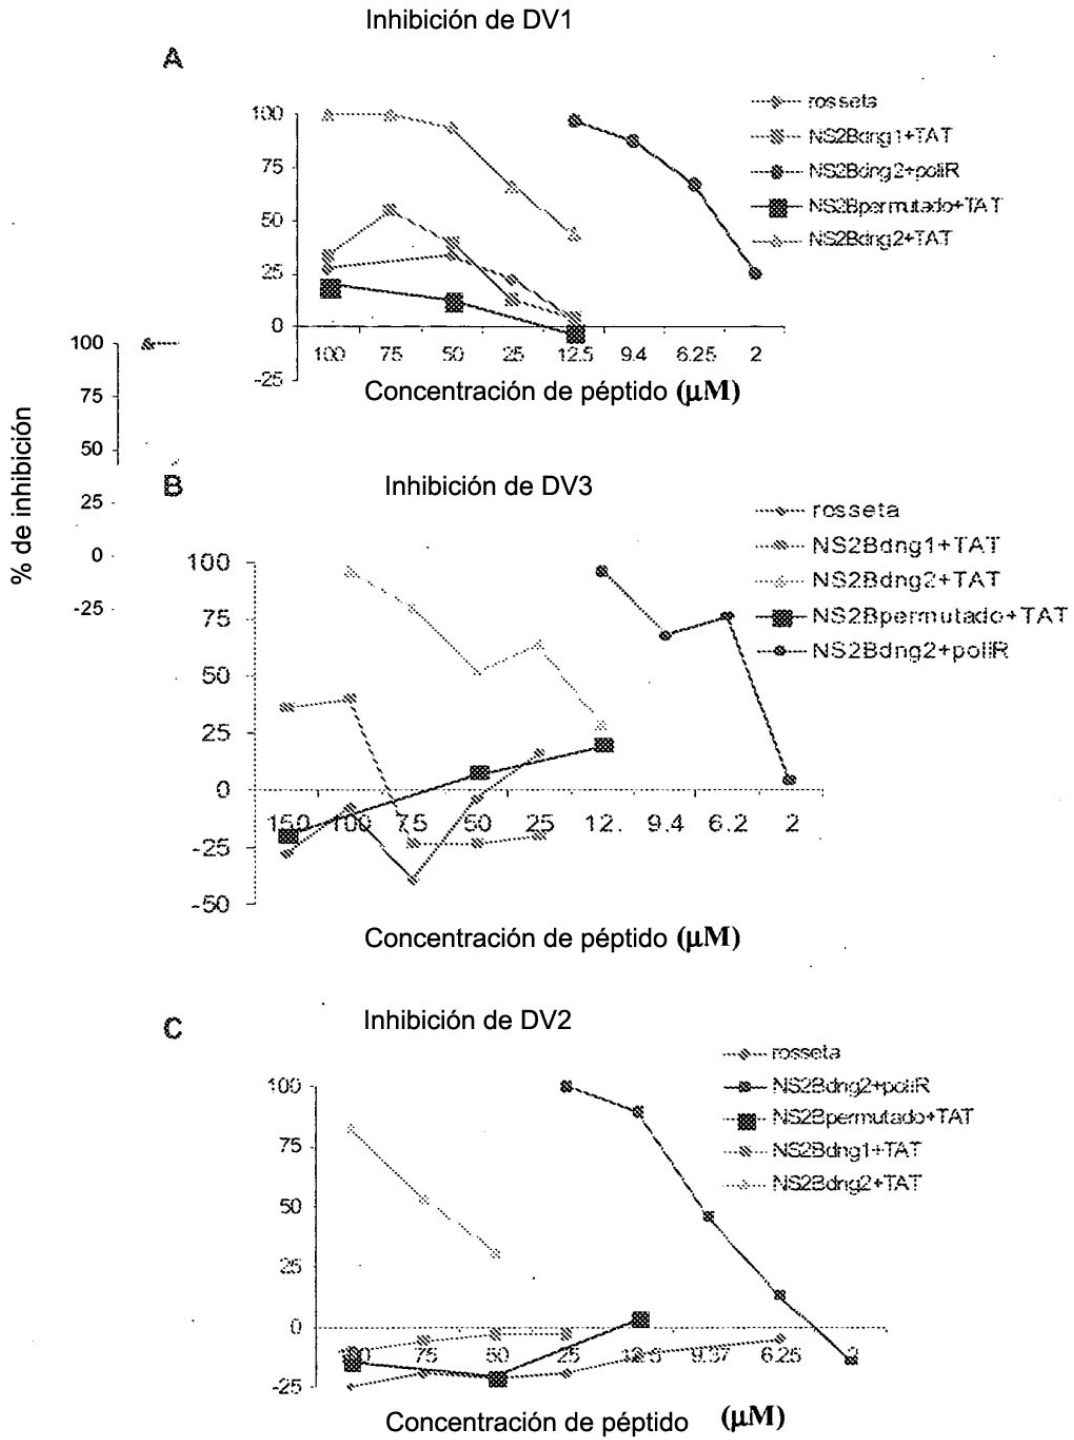 Inhibición de DV1
A
100
75
50
25
0
-25
100 75 50 25 12.5 9.4 6.25 2
rosseta
NS2Bdng1+TAT
NS2Bdng2+poliR
NS2Bpermutado+TAT
NS2Bdng2+TAT
Concentración de péptido (µM)
% de inhibición
100
75
50
25
0
-25
B
Inhibición de DV3
rosseta
NS2Bdng1+TAT
NS2Bdng2+TAT
NS2Bpermutado+TAT
NS2Bdng2+poliR
100
75
50
25
0
-25
-50
150 100 75 50 25 12. 9.4 6.2 2
Concentración de péptido (µM)
C
Inhibición de DV2
rosseta
NS2Bdng2+poliR
NS2Bpermutado+TAT
NS2Bdng1+TAT
NS2Bdng2+TAT
100
75
50
25
0
-25
75 50 25 9.37 6.25
Concentración de péptido (µM)